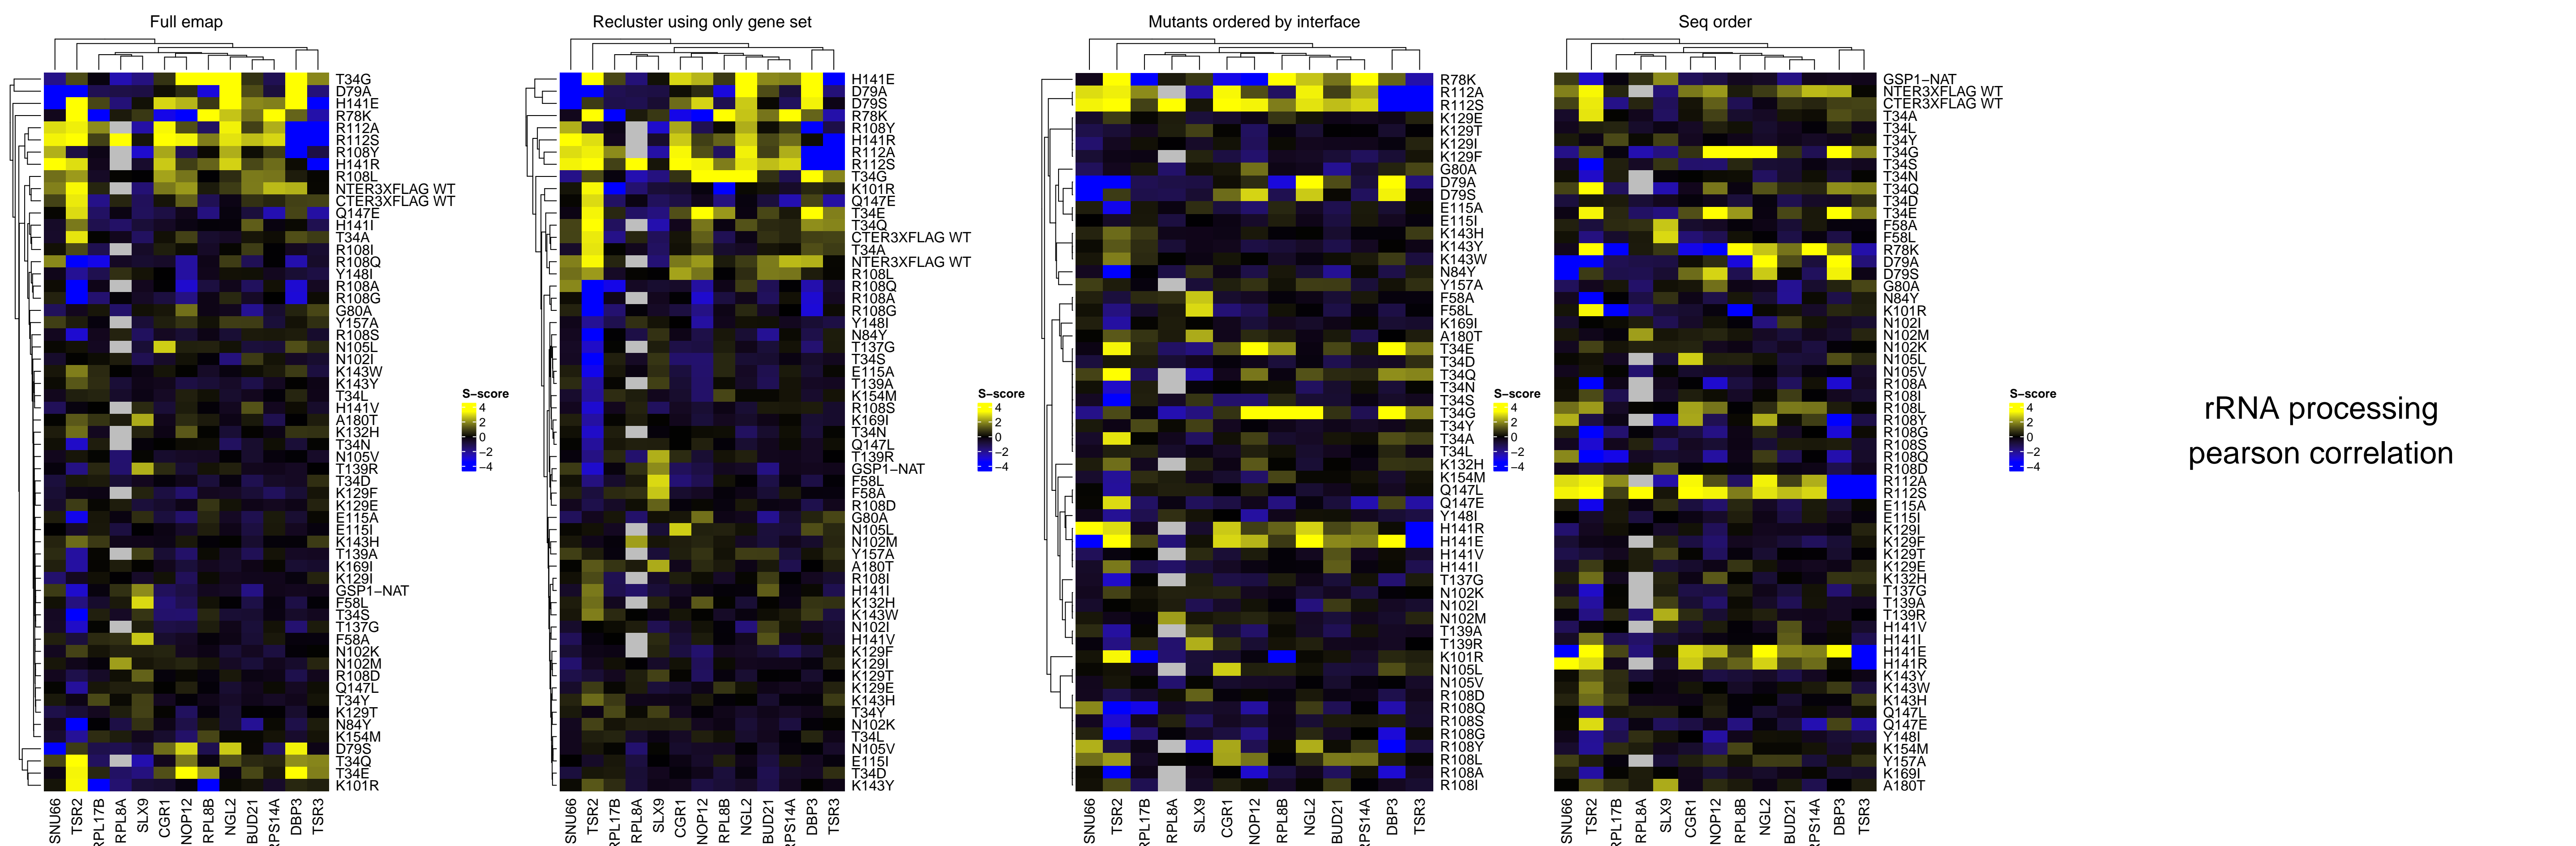 Full emap
T34G
D79A
H141E
R78K
R112A
R112S
R108Y
H141R
R108L
NTER3XFLAG WT
CTER3XFLAG WT
Q147E
H141I
T34A
R108I
R108Q
Y148I
R108A
R108G
G80A
Y157A
R108S
N105L
N102I
K143W
K143Y
T34L
H141V
A180T
K132H
T34N
N105V
T139R
T34D
K129F
K129E
E115A
E115I
K143H
T139A
K169I
K129I
GSP1−NAT
F58L
T34S
T137G
F58A
N102K
N102M
R108D
Q147L
T34Y
K129T
N84Y
K154M
D79S
T34Q
T34E
K101R
SNU66
TSR2
RPL17B
RPL8A
SLX9
CGR1
NOP12
RPL8B
NGL2
BUD21
RPS14A
DBP3
TSR3
S−score
4
2
0
−2
−4
Recluster using only gene set
H141E
D79A
D79S
R78K
R108Y
H141R
R112A
R112S
T34G
K101R
Q147E
T34E
T34Q
CTER3XFLAG WT
T34A
NTER3XFLAG WT
R108L
R108Q
R108A
R108G
Y148I
N84Y
T137G
T34S
E115A
T139A
K154M
R108S
K169I
T34N
Q147L
T139R
GSP1−NAT
F58L
F58A
R108D
G80A
N105L
N102M
Y157A
A180T
R108I
H141I
K132H
K143W
N102I
H141V
K129F
K129I
K129T
K129E
K143H
T34Y
N102K
T34L
N105V
E115I
T34D
K143Y
SNU66
TSR2
RPL17B
RPL8A
SLX9
CGR1
NOP12
RPL8B
NGL2
BUD21
RPS14A
DBP3
TSR3
S−score
4
2
0
−2
−4
Mutants ordered by interface
R78K
R112A
R112S
K129E
K129T
K129I
K129F
G80A
D79A
D79S
E115A
E115I
K143H
K143Y
K143W
N84Y
Y157A
F58A
F58L
K169I
A180T
T34E
T34D
T34Q
T34N
T34S
T34G
T34Y
T34A
T34L
K132H
K154M
Q147L
Q147E
Y148I
H141R
H141E
H141V
H141I
T137G
N102K
N102I
N102M
T139A
T139R
K101R
N105L
N105V
R108D
R108Q
R108S
R108G
R108Y
R108L
R108A
R108I
SNU66
TSR2
RPL17B
RPL8A
SLX9
CGR1
NOP12
RPL8B
NGL2
BUD21
RPS14A
DBP3
TSR3
S−score
4
2
0
−2
−4
Seq order
GSP1−NAT
NTER3XFLAG WT
CTER3XFLAG WT
T34A
T34L
T34Y
T34G
T34S
T34N
T34Q
T34D
T34E
F58A
F58L
R78K
D79A
D79S
G80A
N84Y
K101R
N102I
N102M
N102K
N105L
N105V
R108A
R108I
R108L
R108Y
R108G
R108S
R108Q
R108D
R112A
R112S
E115A
E115I
K129I
K129F
K129T
K129E
K132H
T137G
T139A
T139R
H141V
H141I
H141E
H141R
K143Y
K143W
K143H
Q147L
Q147E
Y148I
K154M
Y157A
K169I
A180T
SNU66
TSR2
RPL17B
RPL8A
SLX9
CGR1
NOP12
RPL8B
NGL2
BUD21
RPS14A
DBP3
TSR3
S−score
4
2
0
−2
−4
rRNA processing
pearson correlation